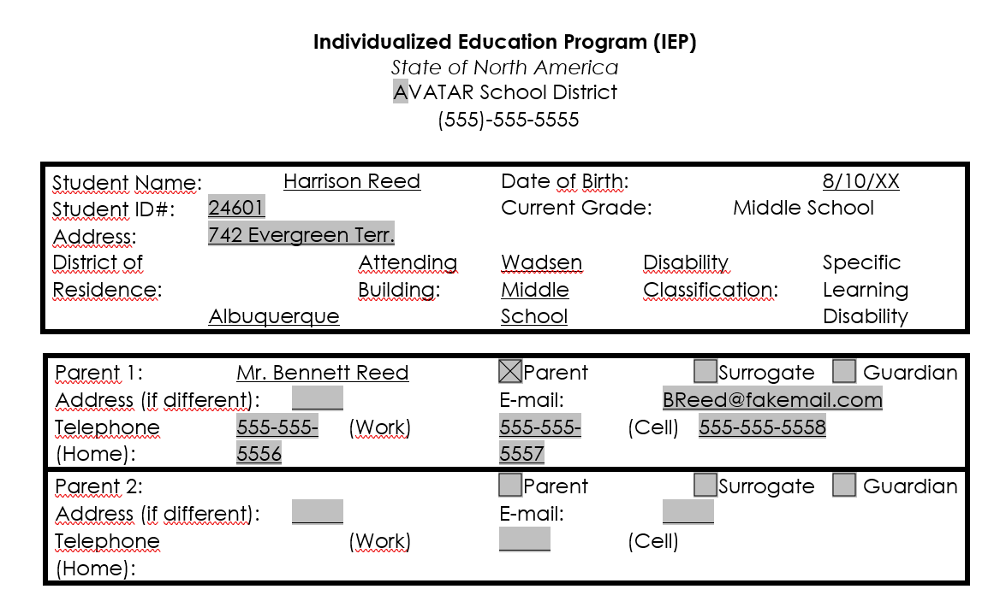 Individualized Education Program (IEP)
State of North America
AVATAR School District
(555)-555-5555
Student Name: Harrison Reed Date of Birth: 8/10/XX
Student ID#: 24601 Current Grade: Middle School
Address: 742 Evergreen Terr.
District of Attending Wadsen Disability Specific
Residence: Building: Middle Classification: Learning
Albuquerque School Disability
Parent 1: Mr. Bennett Reed ☒Parent ☐Surrogate ☐ Guardian
Address (if different): E-mail: BReed@fakemail.com
Telephone 555-555- (Work) 555-555- (Cell) 555-555-5558
(Home): 5556 5557
Parent 2: ☐Parent ☐Surrogate ☐ Guardian
Address (if different): E-mail:
Telephone (Work) (Cell)
(Home):